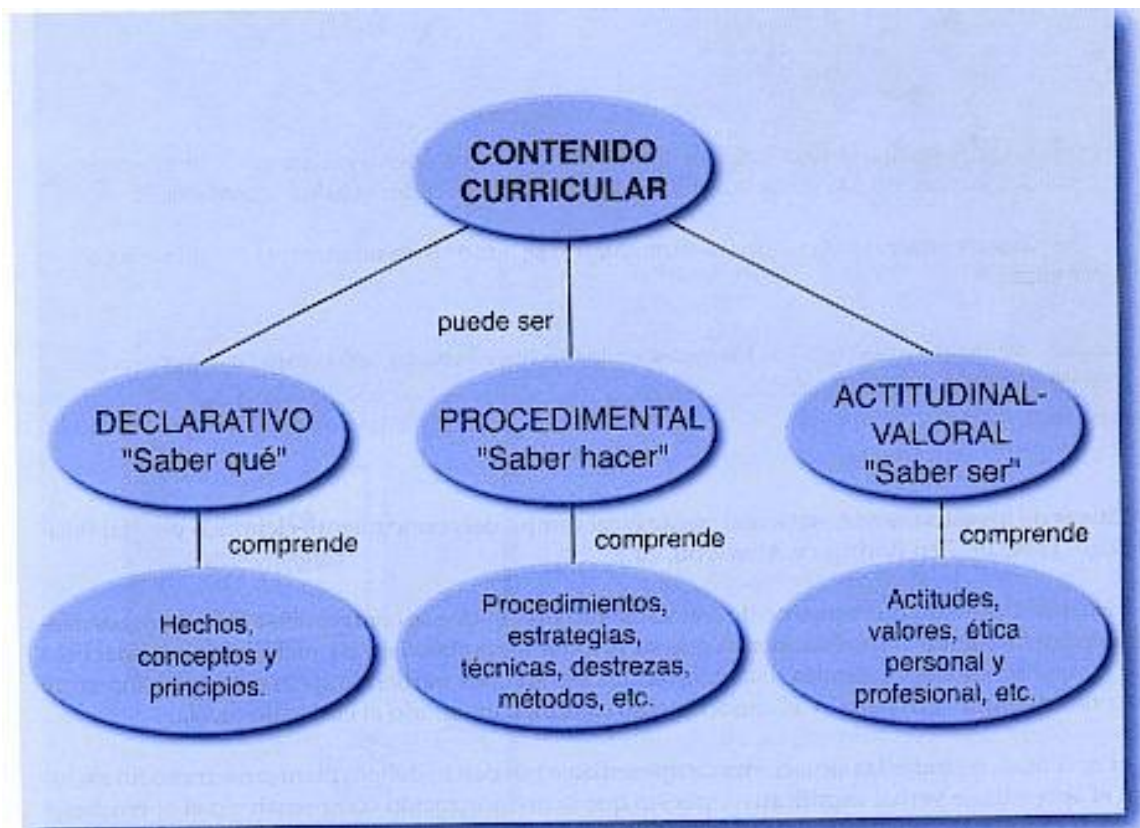 CONTENIDO
CURRICULAR
puede ser
DECLARATIVO
"Saber qué"
PROCEDIMENTAL
"Saber hacer"
ACTITUDINAL-
VALORAL
"Saber ser"
comprende
comprende
comprende
Hechos,
conceptos y
principios.
Procedimientos,
estrategias,
técnicas, destrezas,
métodos, etc.
Actitudes,
valores, ética
personal y
profesional, etc.